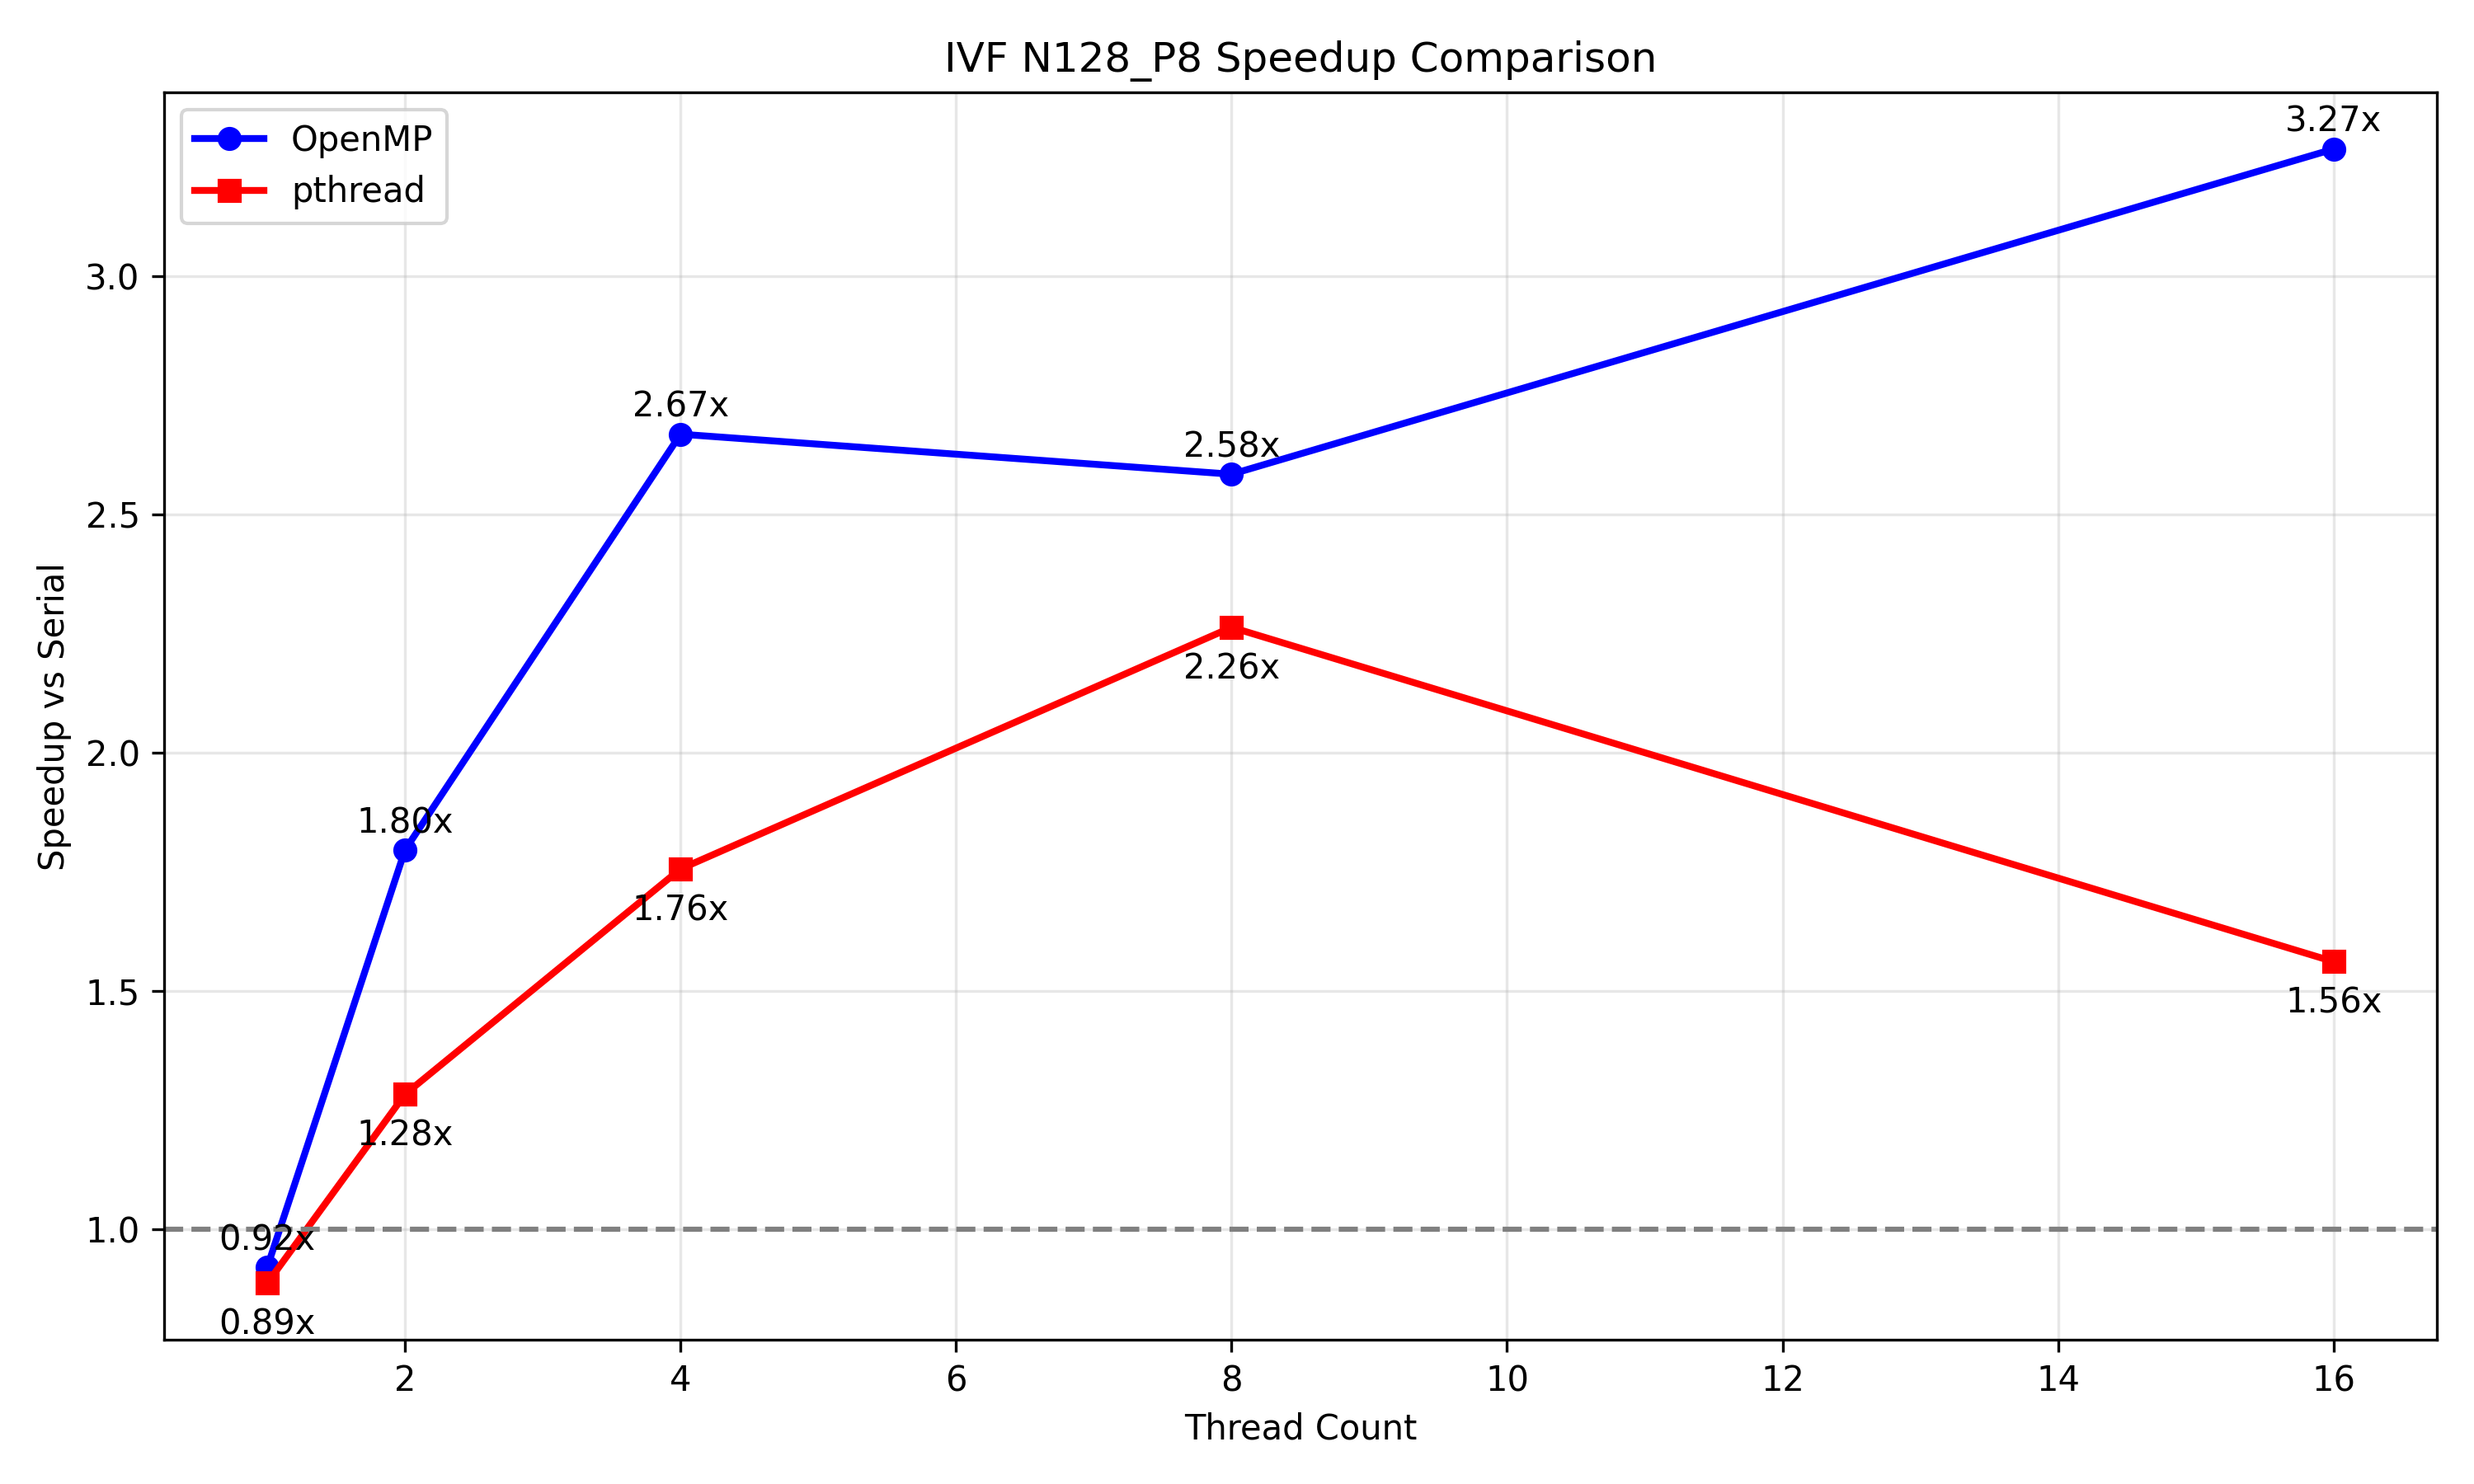 IVF N128_P8 Speedup Comparison
OpenMP
pthread
3.27x
3.0
2.67x
2.58x
2.5
2.26x
2.0
1.80x
1.76x
1.5
1.56x
1.28x
1.0
0.92x
0.89x
Speedup vs Serial
2 4 6 8 10 12 14 16
Thread Count